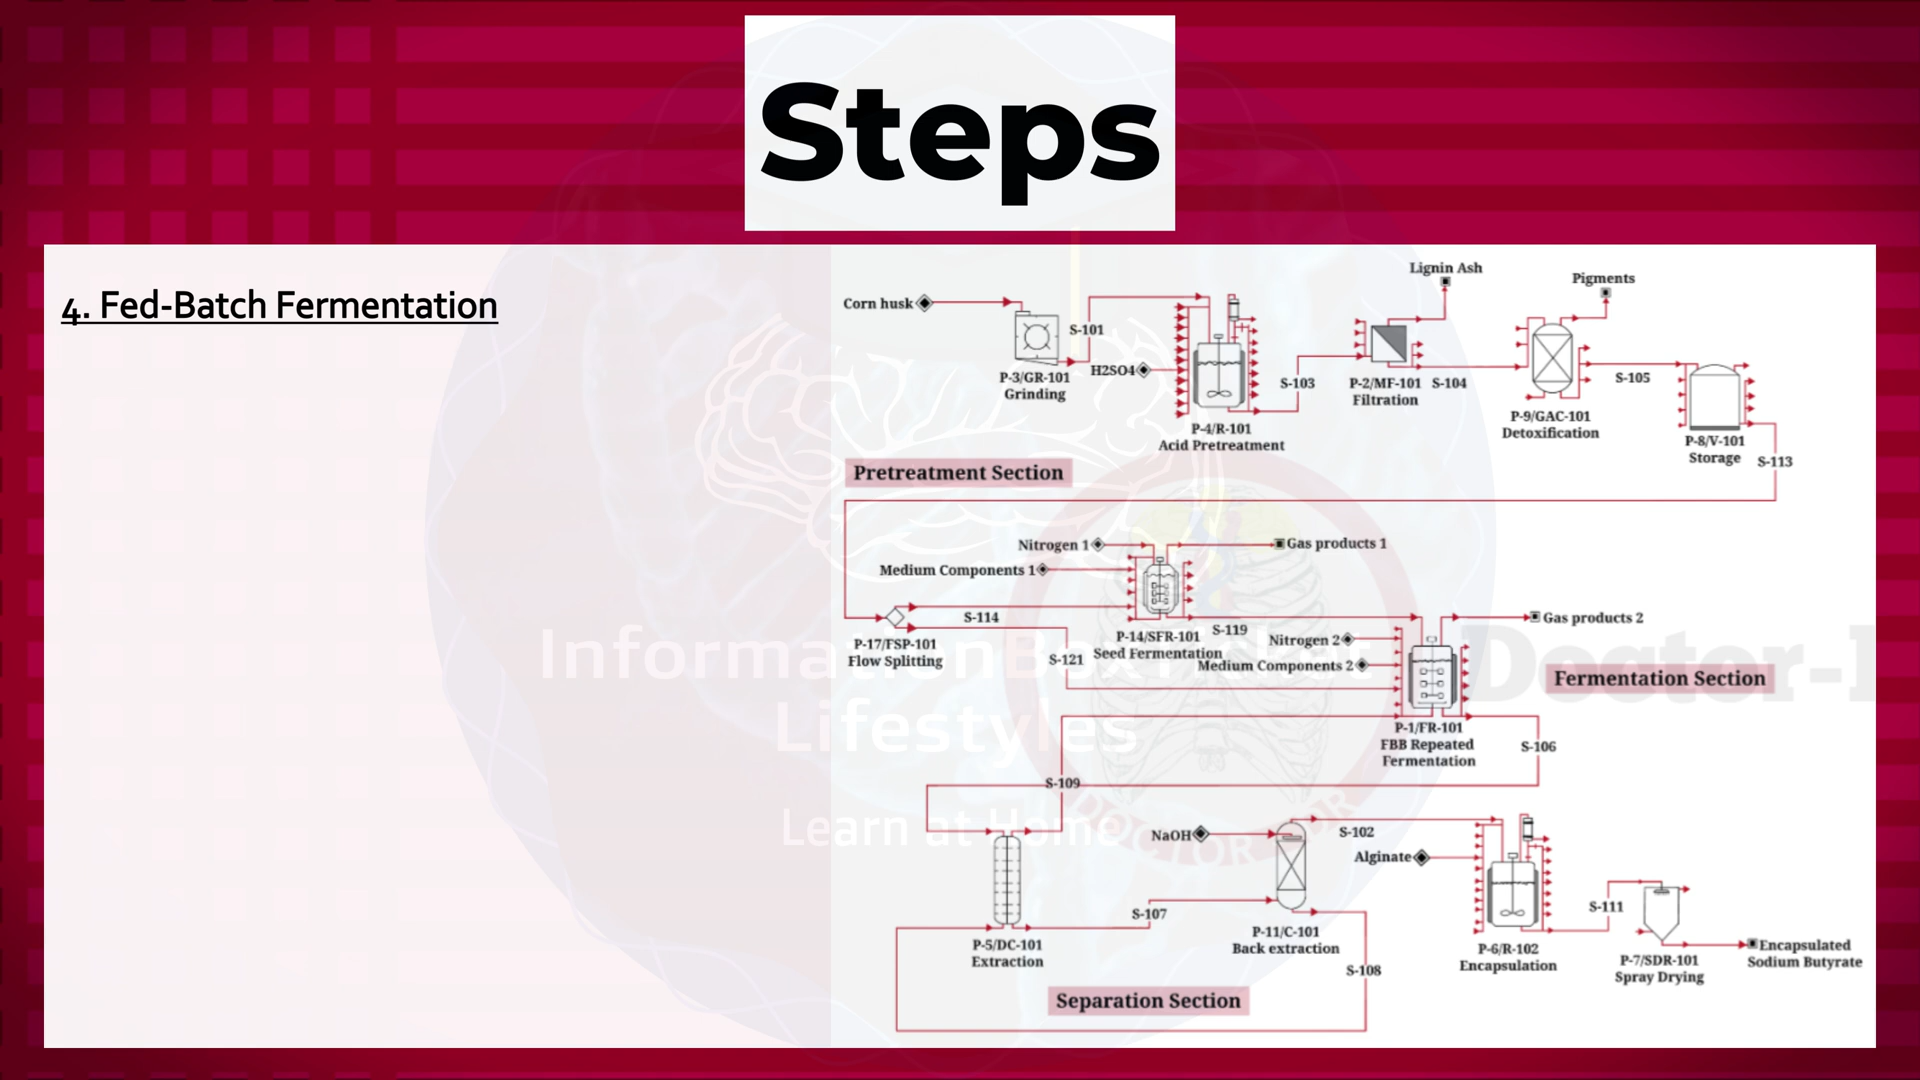 Steps
4. Fed-Batch Fermentation
Lignin Ash
Pigments
Corn husk
S-101
H2SO4
P-3/GR-101
Grinding
P-4/R-101
Acid Pretreatment
S-103
P-2/MF-101
Filtration
S-104
P-9/GAC-101
Detoxification
S-105
P-8/V-101
Storage
S-113
Pretreatment Section
Nitrogen 1
Gas products 1
Medium Components 1
S-114
P-17/FSP-101
Flow Splitting
P-14/SFR-101
Seed Fermentation
S-119
S-121
Nitrogen 2
Medium Components 2
Gas products 2
Fermentation Section
P-1/FR-101
FBB Repeated
Fermentation
S-106
S-109
NaOH
S-102
Alginate
S-107
P-5/DC-101
Extraction
P-11/C-101
Back extraction
S-108
P-6/R-102
Encapsulation
S-111
P-7/SDR-101
Spray Drying
Encapsulated
Sodium Butyrate
Separation Section
Lifestyles
Learn at Home
DOCTOR